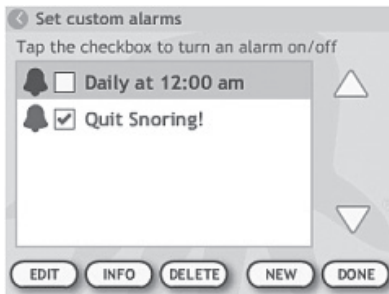 Set custom alarms
Tap the checkbox to turn an alarm on/off
Daily at 12:00 am
Quit Snoring!
EDIT INFO DELETE NEW DONE